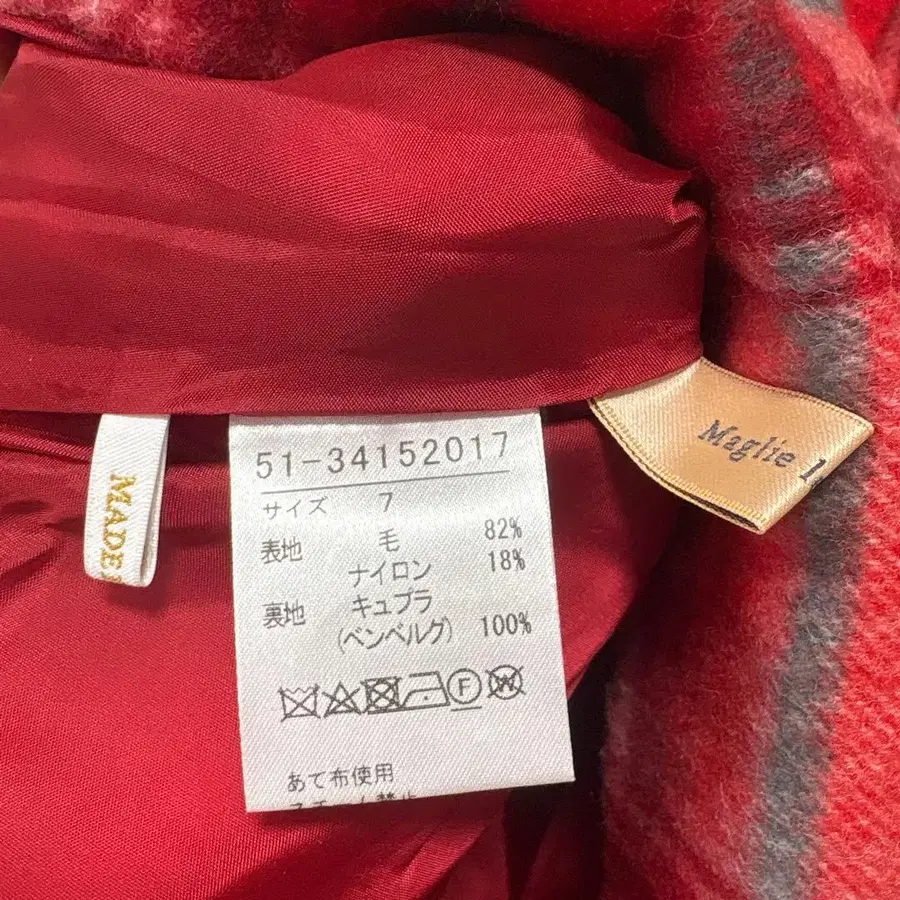 51-34152017
サイズ 7
表地 毛 82%
ナイロン 18%
裏地 キュプラ
(ベンベルグ) 100%
F W
あて布使用
MADE
Maglie